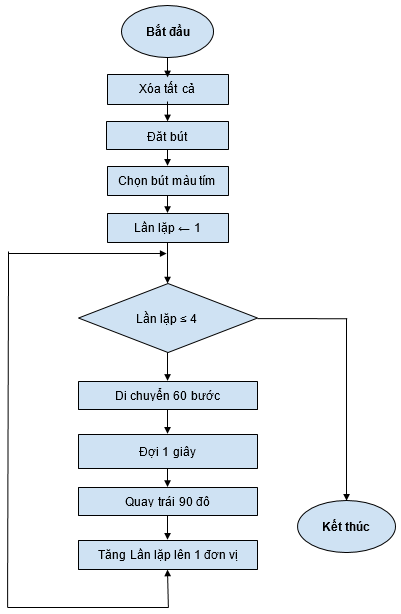 Bắt đầu
Xóa tất cả
Đặt bút
Chọn bút màu tím
Lần lặp ← 1
Lần lặp ≤ 4
Di chuyển 60 bước
Đợi 1 giây
Quay trái 90 độ
Tăng Lần lặp lên 1 đơn vị
Kết thúc